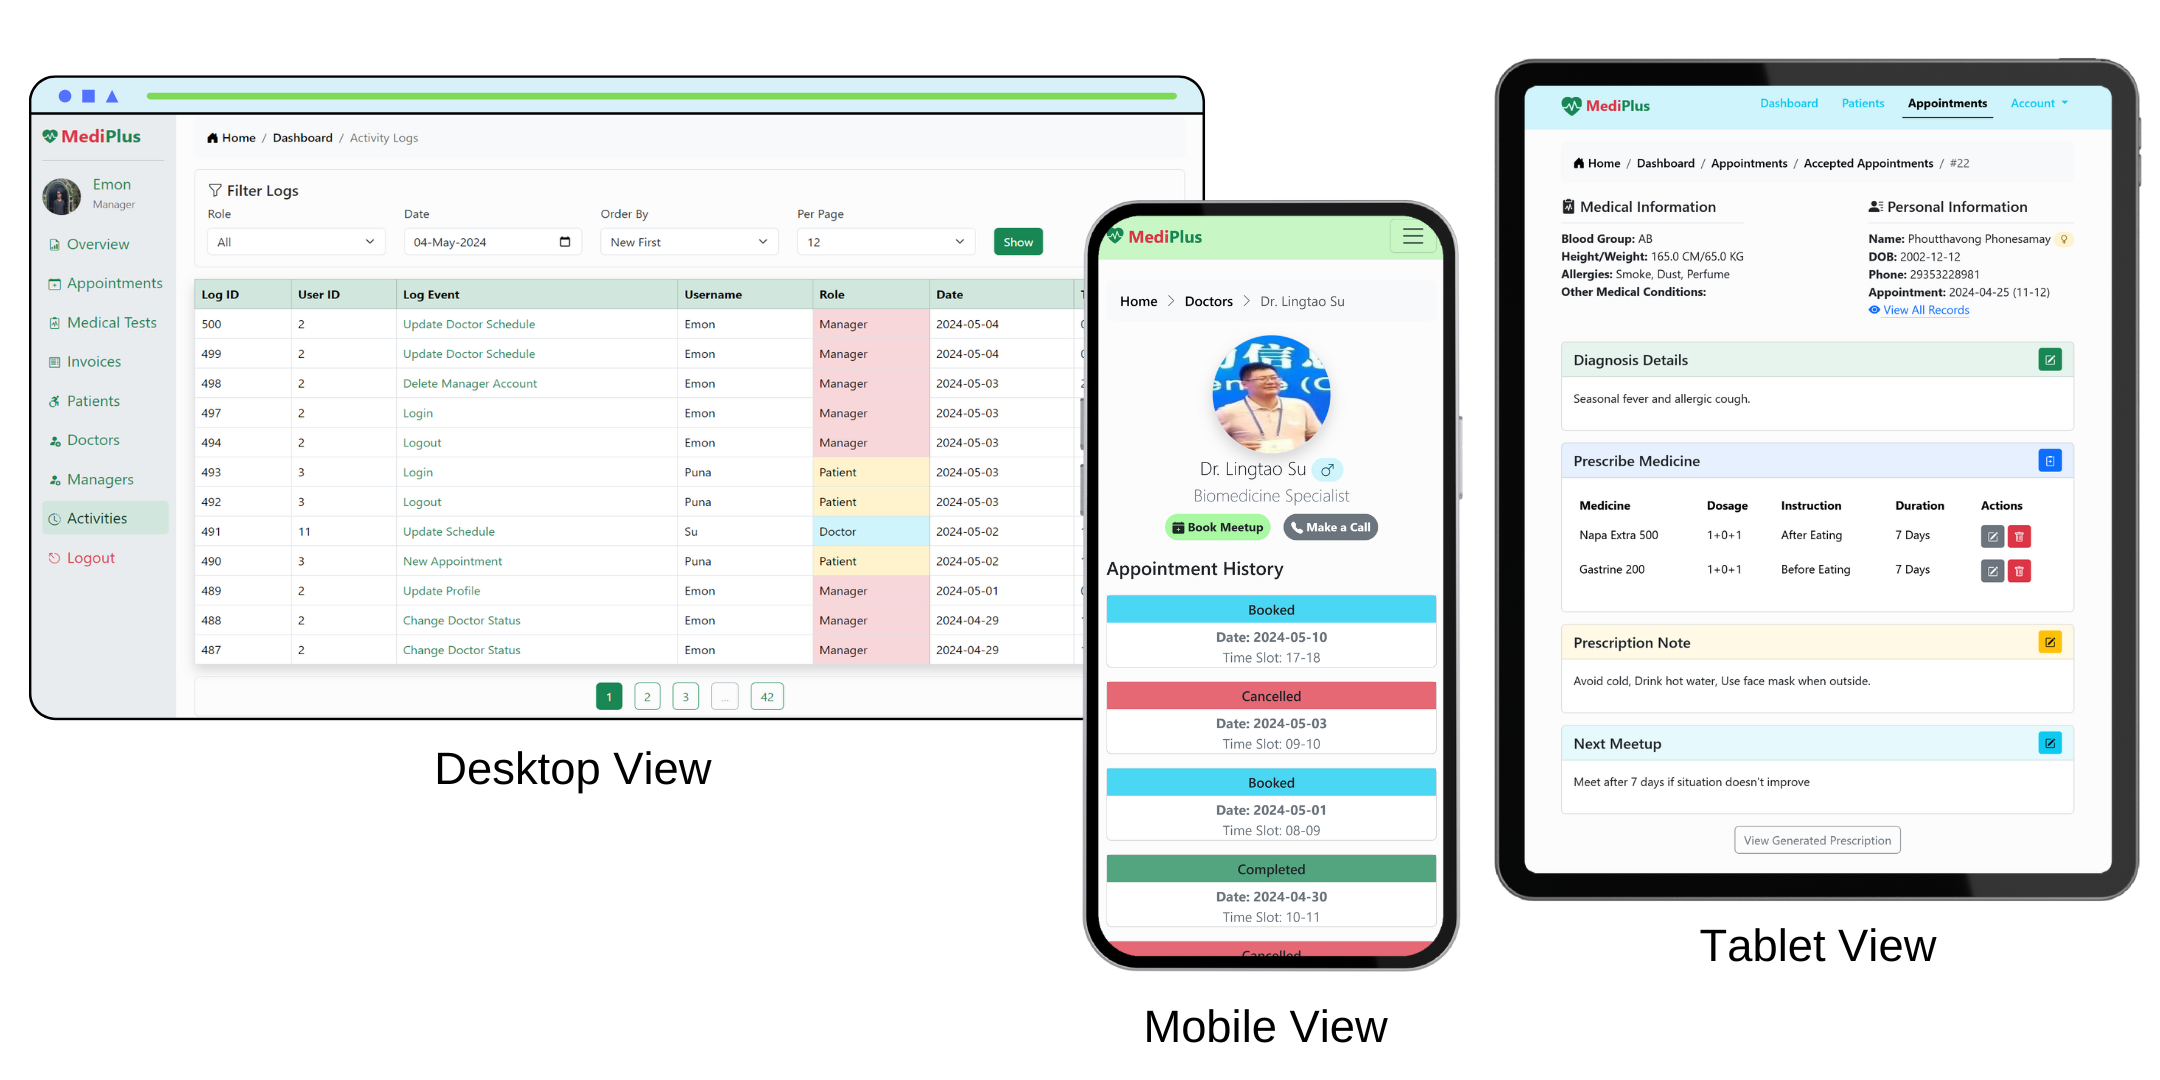 MediPlus
Emon
Manager
Overview
Appointments
Medical Tests
Invoices
Patients
Doctors
Managers
Activities
Logout
Home / Dashboard / Activity Logs
Filter Logs
Role Date Order By Per Page
All 04-May-2024 New First 12 Show
Log ID User ID Log Event Username Role Date
500 2 Update Doctor Schedule Emon Manager 2024-05-04
499 2 Update Doctor Schedule Emon Manager 2024-05-04
498 2 Delete Manager Account Emon Manager 2024-05-03
497 2 Login Emon Manager 2024-05-03
494 2 Logout Emon Manager 2024-05-03
493 3 Login Puna Patient 2024-05-03
492 3 Logout Puna Patient 2024-05-03
491 11 Update Schedule Su Doctor 2024-05-02
490 3 New Appointment Puna Patient 2024-05-02
489 2 Update Profile Emon Manager 2024-05-01
488 2 Change Doctor Status Emon Manager 2024-04-29
487 2 Change Doctor Status Emon Manager 2024-04-29
1 2 3 ... 42
Desktop View
MediPlus
Home > Doctors > Dr. Lingtao Su
Dr. Lingtao Su
Biomedicine Specialist
Book Meetup Make a Call
Appointment History
Booked
Date: 2024-05-10
Time Slot: 17-18
Cancelled
Date: 2024-05-03
Time Slot: 09-10
Booked
Date: 2024-05-01
Time Slot: 08-09
Completed
Date: 2024-04-30
Time Slot: 10-11
Cancelled
Mobile View
MediPlus Dashboard Patients Appointments Account
Home / Dashboard / Appointments / Accepted Appointments / #22
Medical Information
Blood Group: AB
Height/Weight: 165.0 CM/65.0 KG
Allergies: Smoke, Dust, Perfume
Other Medical Conditions:
Personal Information
Name: Phoutthavong Phonesamay
DOB: 2002-12-12
Phone: 29353228981
Appointment: 2024-04-25 (11-12)
View All Records
Diagnosis Details
Seasonal fever and allergic cough.
Prescribe Medicine
Medicine Dosage Instruction Duration Actions
Napa Extra 500 1+0+1 After Eating 7 Days
Gastrine 200 1+0+1 Before Eating 7 Days
Prescription Note
Avoid cold, Drink hot water, Use face mask when outside.
Next Meetup
Meet after 7 days if situation doesn't improve
View Generated Prescription
Tablet View